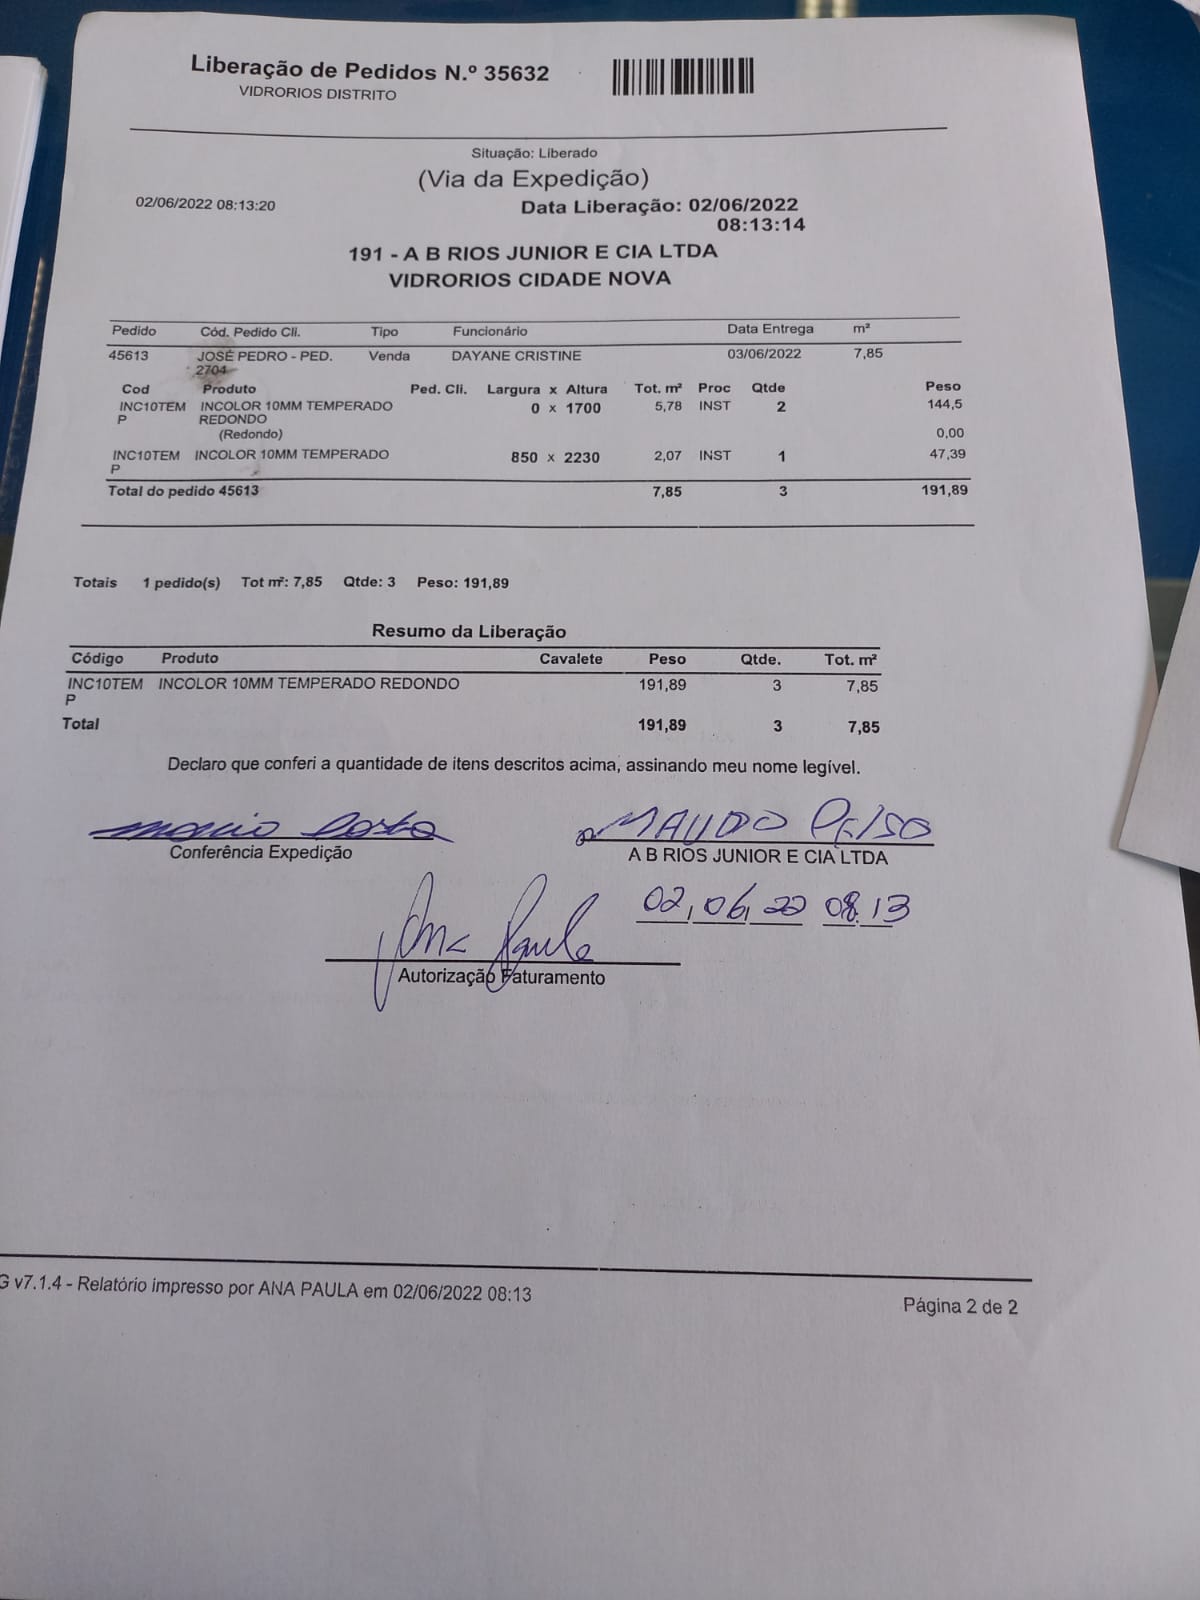 Liberação de Pedidos N.º 35632
VIDRORIOS DISTRITO
Situação: Liberado
(Via da Expedição)
02/06/2022 08:13:20
Data Liberação: 02/06/2022
08:13:14
191 - A B RIOS JUNIOR E CIA LTDA
VIDRORIOS CIDADE NOVA
Pedido Cód. Pedido Cli. Tipo Funcionário Data Entrega m²
45613 JOSÉ PEDRO - PED. Venda DAYANE CRISTINE 03/06/2022 7,85
2704
Cod Produto Ped. Cli. Largura x Altura Tot. m² Proc Qtde Peso
INC10TEM INCOLOR 10MM TEMPERADO 0 x 1700 5,78 INST 2 144,5
P REDONDO
(Redondo) 0,00
INC10TEM INCOLOR 10MM TEMPERADO 850 x 2230 2,07 INST 1 47,39
P
Total do pedido 45613 7,85 3 191,89
Totais 1 pedido(s) Tot m²: 7,85 Qtde: 3 Peso: 191,89
Resumo da Liberação
Código Produto Cavalete Peso Qtde. Tot. m²
INC10TEM INCOLOR 10MM TEMPERADO REDONDO 191,89 3 7,85
P
Total 191,89 3 7,85
Declaro que conferi a quantidade de itens descritos acima, assinando meu nome legível.
Conferência Expedição
A B RIOS JUNIOR E CIA LTDA
02,06,22 08:13
Ana Paula
Autorização Faturamento
G v7.1.4 - Relatório impresso por ANA PAULA em 02/06/2022 08:13
Página 2 de 2